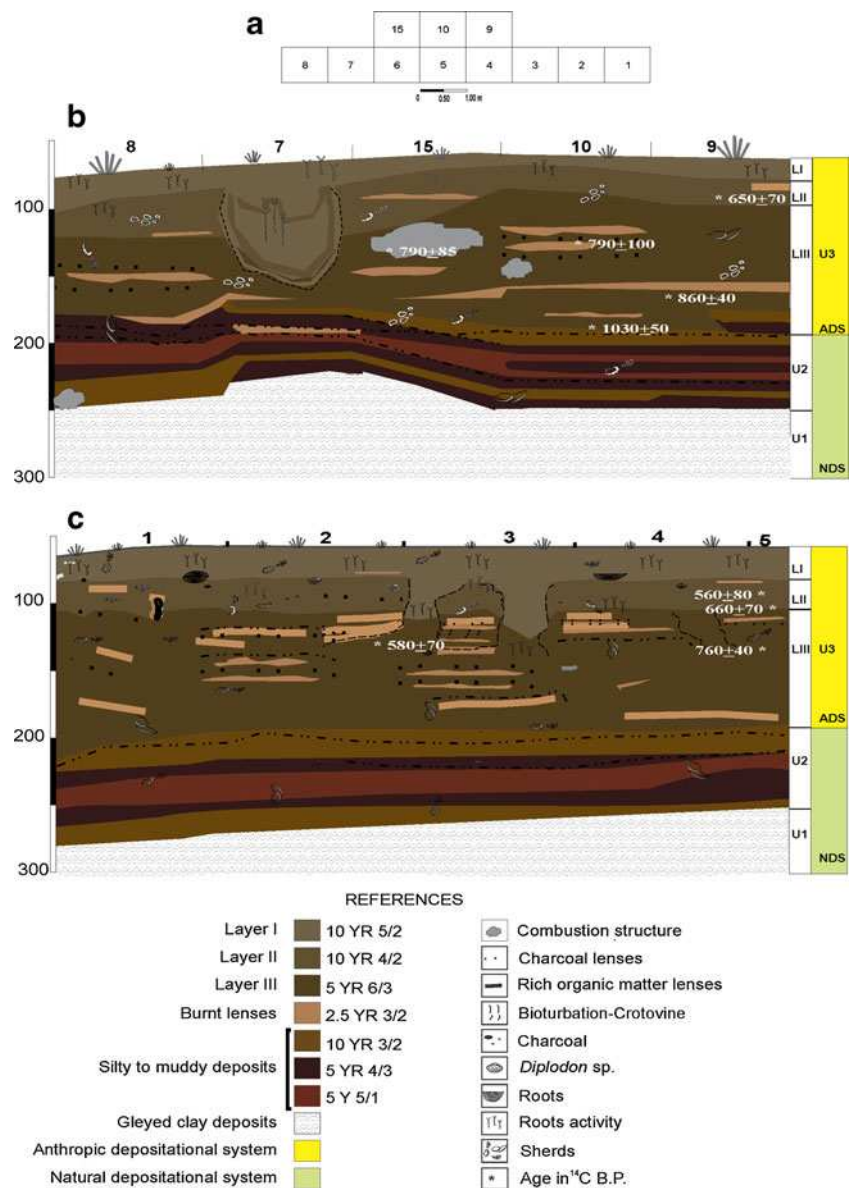 a
15 10 9
8 7 6 5 4 3 2 1
0 0.50 1.00 m
b
8 7 15 10 9
LI
100 * 650±70 LII
* 790±85 * 790±100 LIII U3
* 860±40
200 * 1030±50 ADS
U2
U1
300 NDS
c
1 2 3 4 5
LI
100 560±80 * LII
660±70 *
* 580±70 760±40 * LIII U3
ADS
200
U2
U1
300 NDS
REFERENCES
Layer I 10 YR 5/2 Combustion structure
Layer II 10 YR 4/2 Charcoal lenses
Layer III 5 YR 6/3 Rich organic matter lenses
Burnt lenses 2.5 YR 3/2 Bioturbation-Crotovine
10 YR 3/2 Charcoal
Silty to muddy deposits 5 YR 4/3 Diplodon sp.
5 Y 5/1 Roots
Gleyed clay deposits Roots activity
Anthropic depositational system Sherds
Natural depositational system * Age in ¹⁴C B.P.